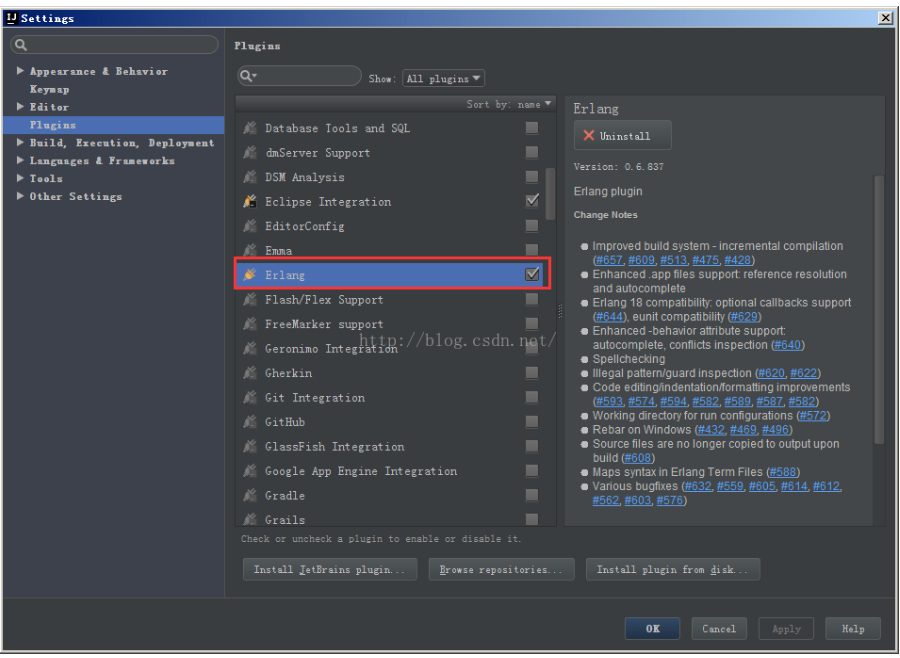 Settings
Plugins
Show: All plugins
Appearance & Behavior
Keymap
Editor
Plugins
Build, Execution, Deployment
Languages & Frameworks
Tools
Other Settings
Sort by: name
Database Tools and SQL
dmServer Support
DSM Analysis
Eclipse Integration
EditorConfig
Emma
Erlang
Flash/Flex Support
FreeMarker support
Geronimo Integration
Gherkin
Git Integration
GitHub
GlassFish Integration
Google App Engine Integration
Gradle
Grails
http://blog.csdn.net/
Check or uncheck a plugin to enable or disable it.
Install JetBrains plugin...
Browse repositories...
Install plugin from disk...
Erlang
Uninstall
Version: 0.6.837
Erlang plugin
Change Notes
Improved build system - incremental compilation
(#657, #609, #513, #475, #428)
Enhanced .app files support: reference resolution
and autocomplete
Erlang 18 compatibility: optional callbacks support
(#644), eunit compatibility (#629)
Enhanced -behavior attribute support:
autocomplete, conflicts inspection (#640)
Spellchecking
Illegal pattern/guard inspection (#620, #622)
Code editing/indentation/formatting improvements
(#593, #574, #594, #582, #589, #587, #582)
Working directory for run configurations (#572)
Rebar on Windows (#432, #469, #496)
Source files are no longer copied to output upon
build (#608)
Maps syntax in Erlang Term Files (#588)
Various bugfixes (#632, #559, #605, #614, #612,
#562, #603, #576)
OK
Cancel
Apply
Help